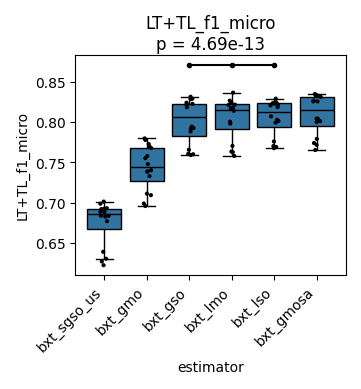 LT+TL_f1_micro
p = 4.69e-13
LT+TL_f1_micro
0.85
0.80
0.75
0.70
0.65
bxt_sgso_us
bxt_gmo
bxt_gso
bxt_lmo
bxt_lso
bxt_gmosa
estimator